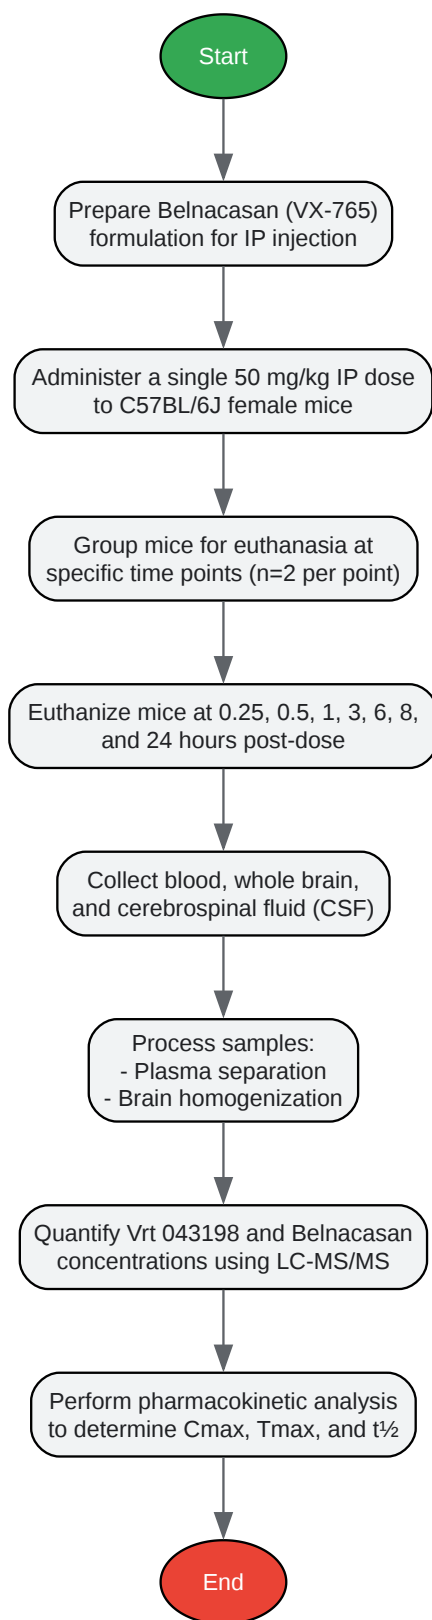 Start
Prepare Belnacasan (VX-765)
formulation for IP injection
Administer a single 50 mg/kg IP dose
to C57BL/6J female mice
Group mice for euthanasia at
specific time points (n=2 per point)
Euthanize mice at 0.25, 0.5, 1, 3, 6, 8,
and 24 hours post-dose
Collect blood, whole brain,
and cerebrospinal fluid (CSF)
Process samples:
- Plasma separation
- Brain homogenization
Quantify Vrt 043198 and Belnacasan
concentrations using LC-MS/MS
Perform pharmacokinetic analysis
to determine Cmax, Tmax, and t½
End